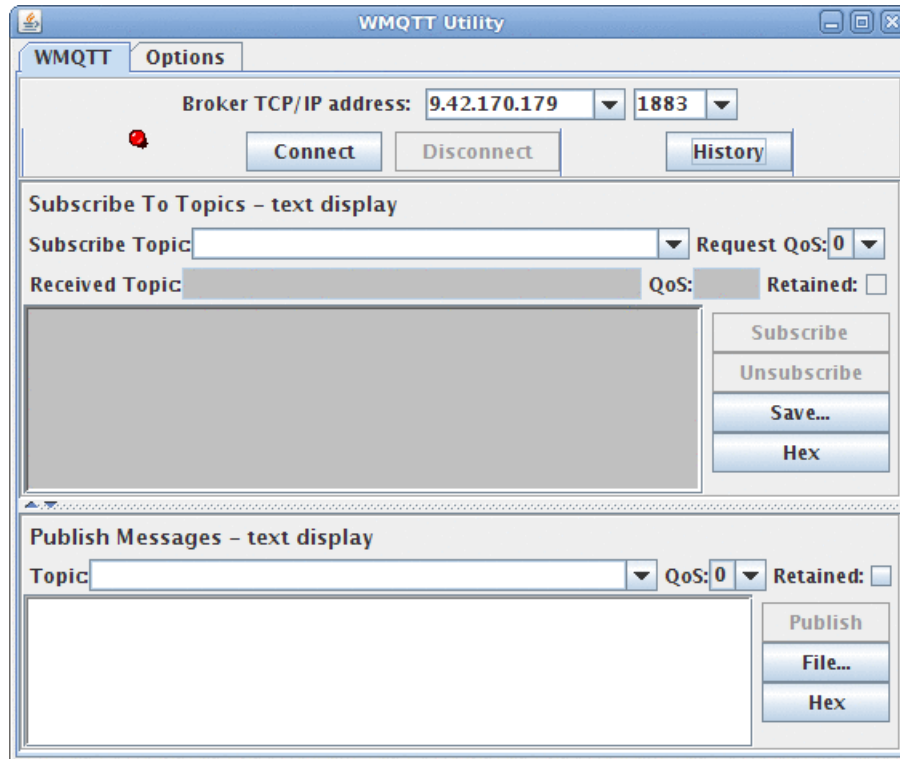 WMQTT Utility
WMQTT Options
Broker TCP/IP address: 9.42.170.179 1883
Connect Disconnect History
Subscribe To Topics – text display
Subscribe Topic: Request QoS: 0
Received Topic: QoS: Retained:
Subscribe
Unsubscribe
Save...
Hex
Publish Messages – text display
Topic: QoS: 0 Retained:
Publish
File...
Hex